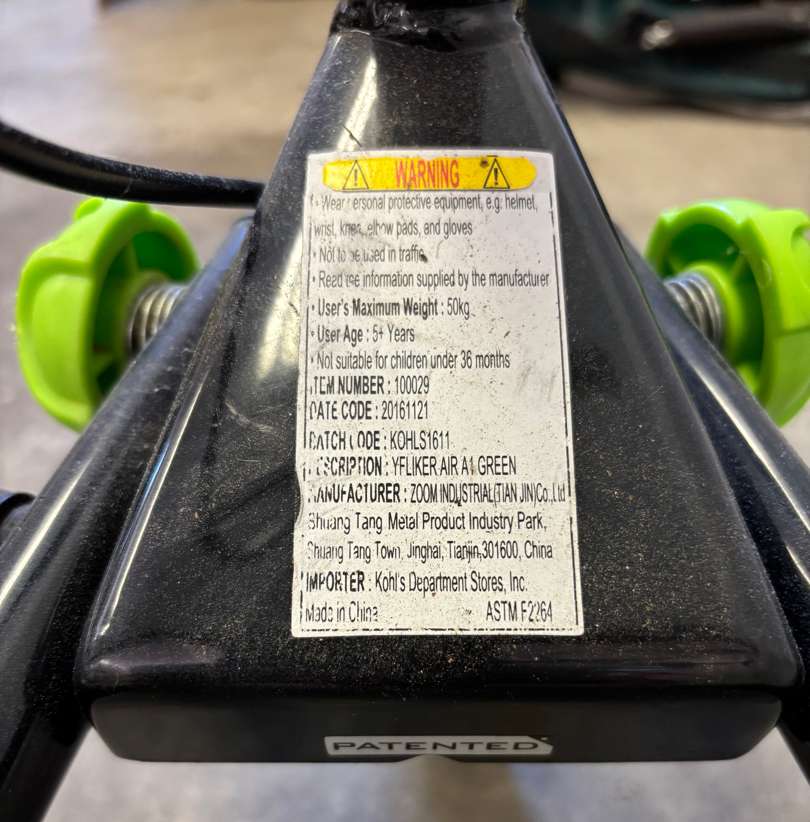 WARNING
• Wear personal protective equipment, e.g. helmet,
wrist, knee, elbow pads, and gloves
• Not to be used in traffic
• Read the information supplied by the manufacturer
• User's Maximum Weight : 50kg
• User Age : 5+ Years
• Not suitable for children under 36 months
ITEM NUMBER : 100029
DATE CODE : 20161121
BATCH CODE : KOHLS1611
DESCRIPTION : YFLIKER AIR A1 GREEN
MANUFACTURER : ZOOM INDUSTRIAL(TIAN JIN)Co.,Ltd
Shuang Tang Metal Product Industry Park,
Shuang Tang Town, Jinghai, Tianjin,301600, China
IMPORTER : Kohl's Department Stores, Inc.
Made in China ASTM F2264
PATENTED